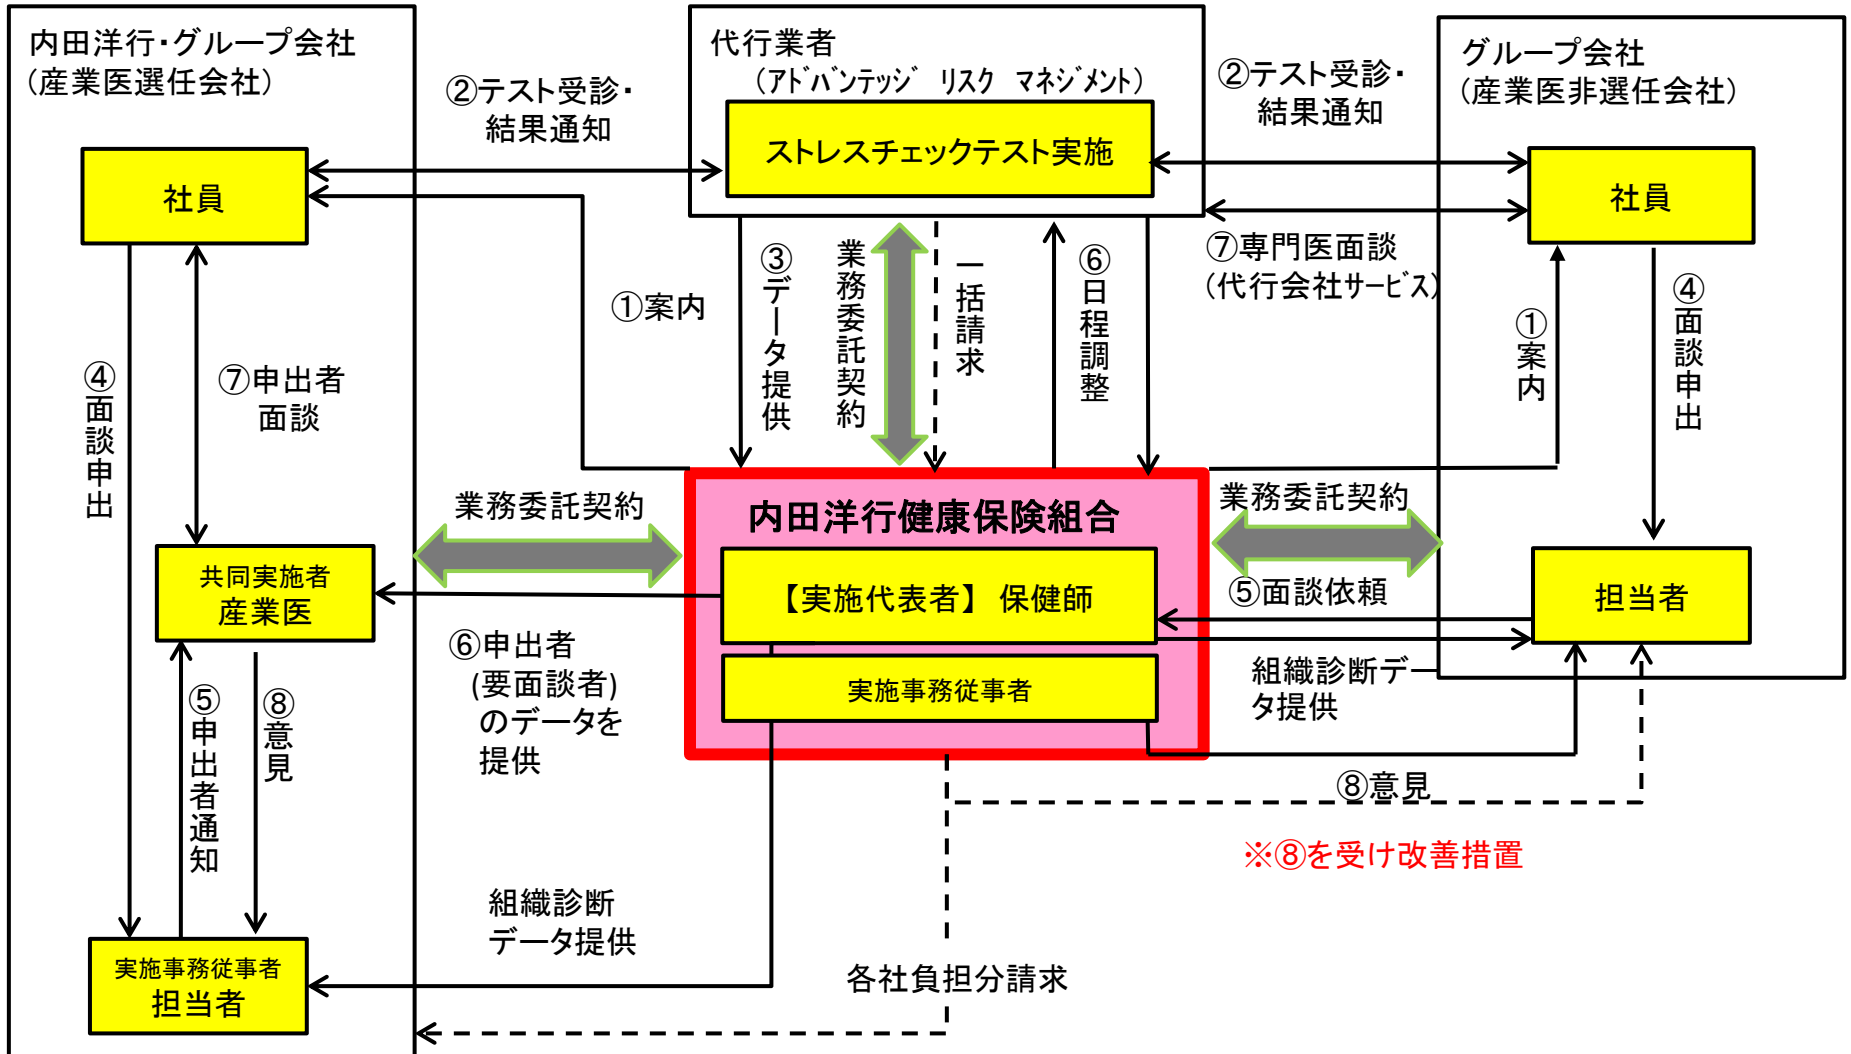 内田洋行・グループ会社
(産業医選任会社)
社員
④面談申出
⑦申出者
面談
共同実施者
産業医
⑤申出者通知
⑧意見
実施事務従事者
担当者
②テスト受診・
結果通知
①案内
業務委託契約
⑥申出者
(要面談者)
のデータを
提供
組織診断
データ提供
代行業者
(ｱﾄﾞﾊﾞﾝﾃｯｼﾞ ﾘｽｸ ﾏﾈｼﾞﾒﾝﾄ)
ストレスチェックテスト実施
③データ提供
業務委託契約
一括請求
⑥日程調整
内田洋行健康保険組合
【実施代表者】 保健師
実施事務従事者
各社負担分請求
②テスト受診・
結果通知
⑦専門医面談
(代行会社ｻｰﾋﾞｽ)
業務委託契約
⑤面談依頼
組織診断デー
タ提供
⑧意見
※⑧を受け改善措置
グループ会社
(産業医非選任会社)
社員
①案内
④面談申出
担当者